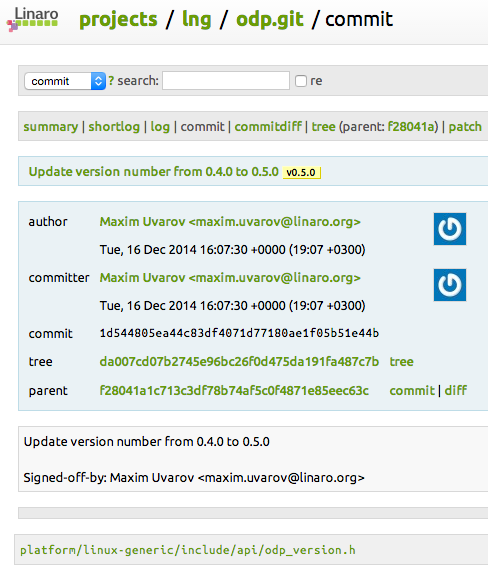 Linaro
projects / lng / odp.git / commit
commit ? search: re
summary | shortlog | log | commit | commitdiff | tree (parent: f28041a) | patch
Update version number from 0.4.0 to 0.5.0 v0.5.0
author Maxim Uvarov <maxim.uvarov@linaro.org>
Tue, 16 Dec 2014 16:07:30 +0000 (19:07 +0300)
committer Maxim Uvarov <maxim.uvarov@linaro.org>
Tue, 16 Dec 2014 16:07:30 +0000 (19:07 +0300)
commit 1d544805ea44c83df4071d77180ae1f05b51e44b
tree da007cd07b2745e96bc26f0d475da191fa487c7b tree
parent f28041a1c713c3df78b74af5c0f4871e85eec63c commit | diff
Update version number from 0.4.0 to 0.5.0
Signed-off-by: Maxim Uvarov <maxim.uvarov@linaro.org>
platform/linux-generic/include/api/odp_version.h